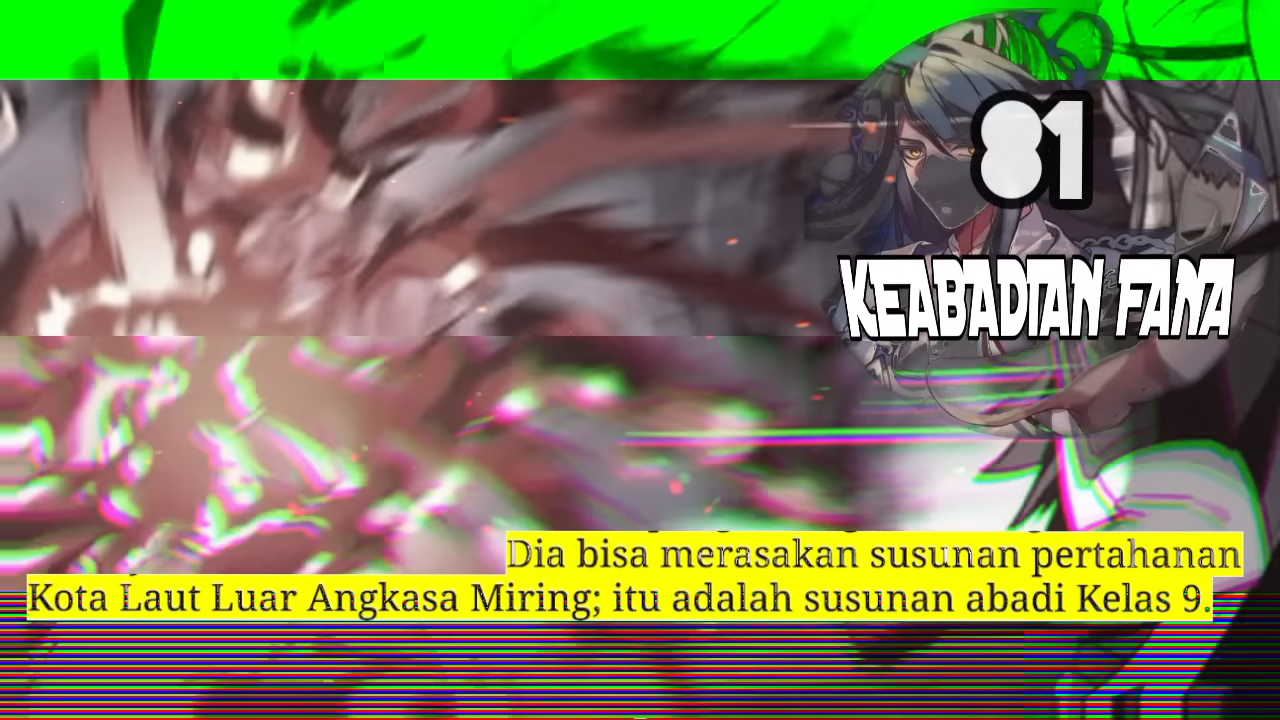 81
KEABADIAN FANA
Dia bisa merasakan susunan pertahanan
Kota Laut Luar Angkasa Miring; itu adalah susunan abadi Kelas 9.